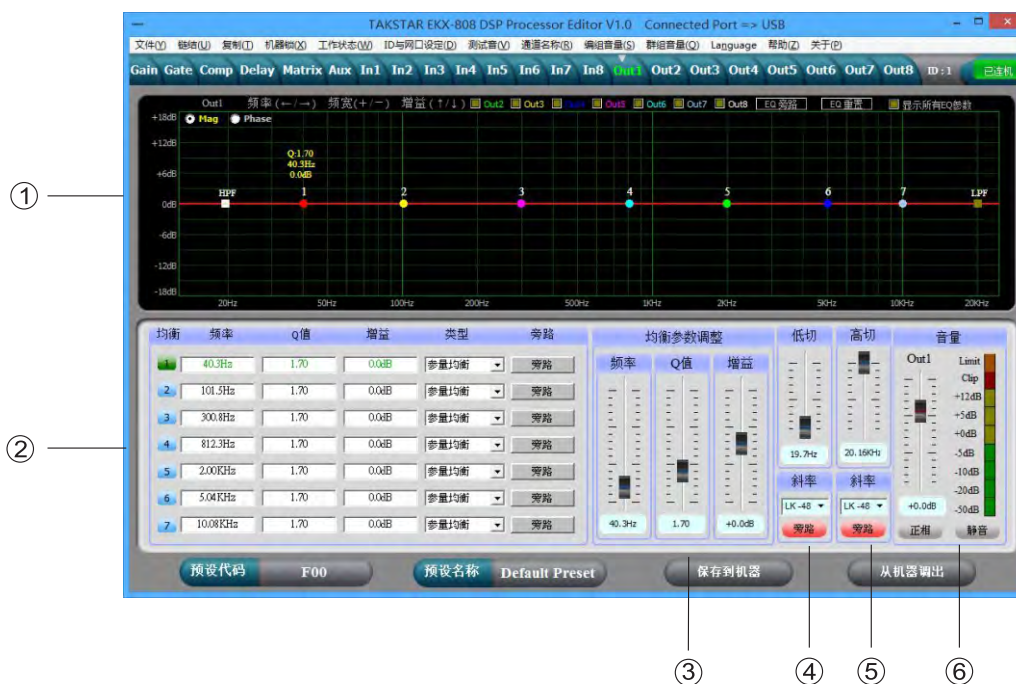 TAKSTAR EKX-808 DSP Processor Editor V1.0 Connected Port => USB
文件(Y) 链结(U) 复制(T) 机器锁(X) 工作状态(W) ID与网口设定(D) 测试音(V) 通道名称(R) 编组音量(S) 群组音量(Q) Language 帮助(Z) 关于(P)
Gain Gate Comp Delay Matrix Aux In1 In2 In3 In4 In5 In6 In7 In8 Out1 Out2 Out3 Out4 Out5 Out6 Out7 Out8 ID:1 已连机
Out1 频率(←/→) 频宽(+/−) 增益(↑/↓) Out2 Out3 Out4 Out5 Out6 Out7 Out8 EQ旁路 EQ重置 显示所有EQ参数
+18dB Mag Phase
+12dB
Q:1.70
40.3Hz
+6dB 0.0dB
HPF 1 2 3 4 5 6 7 LPF
0dB
-6dB
-12dB
-18dB
20Hz 50Hz 100Hz 200Hz 500Hz 1KHz 2KHz 5KHz 10KHz 20KHz
①
均衡 频率 Q值 增益 类型 旁路
1 40.3Hz 1.70 0.0dB 参量均衡 旁路
2 101.5Hz 1.70 0.0dB 参量均衡 旁路
3 300.8Hz 1.70 0.0dB 参量均衡 旁路
4 812.3Hz 1.70 0.0dB 参量均衡 旁路
5 2.00KHz 1.70 0.0dB 参量均衡 旁路
6 5.04KHz 1.70 0.0dB 参量均衡 旁路
7 10.08KHz 1.70 0.0dB 参量均衡 旁路
②
均衡参数调整
频率 Q值 增益
40.3Hz 1.70 +0.0dB
低切
19.7Hz
斜率
LK-48
旁路
高切
20.16KHz
斜率
LK-48
旁路
音量
Out1
+0.0dB
正相
Limit
Clip
+12dB
+5dB
+0dB
-5dB
-10dB
-20dB
-50dB
静音
预设代码 F00 预设名称 Default Preset 保存到机器 从机器调出
③ ④ ⑤ ⑥